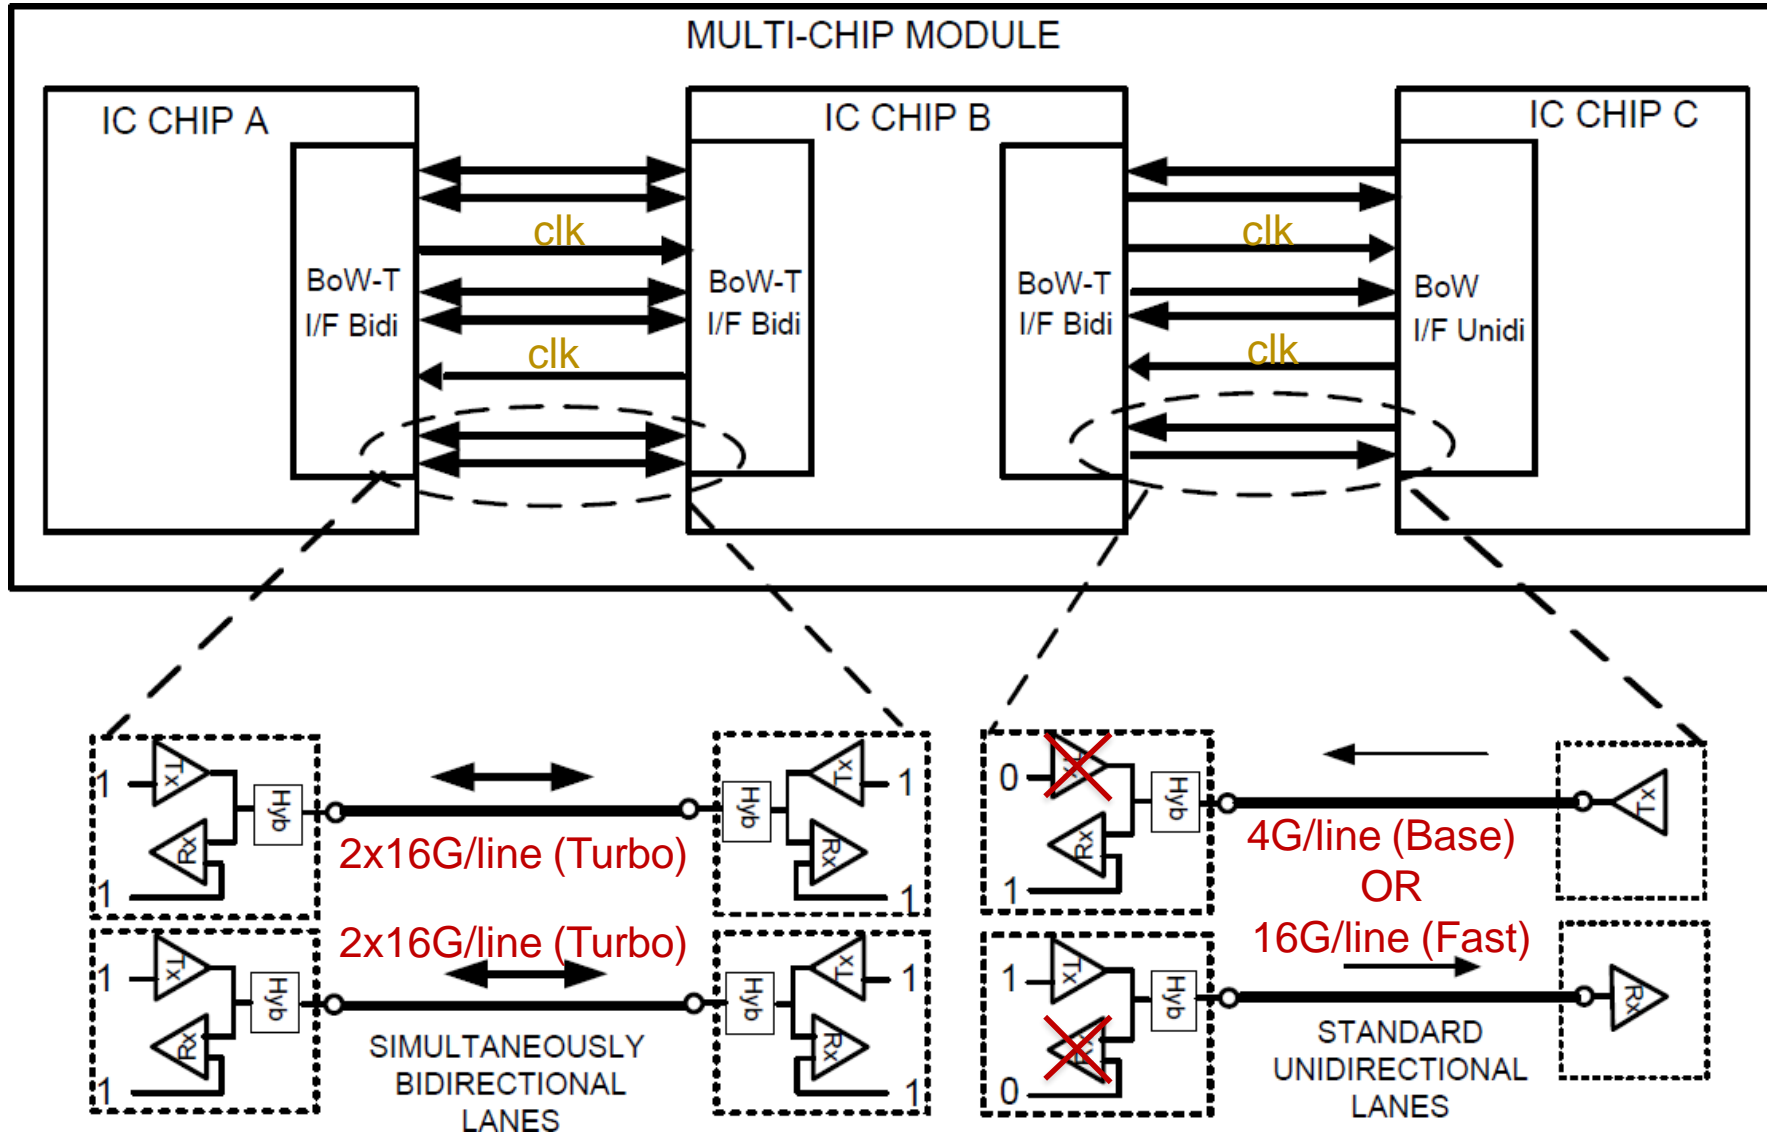 MULTI-CHIP MODULE
IC CHIP A
IC CHIP B
IC CHIP C
clk
clk
BoW-T
I/F Bidi
BoW-T
I/F Bidi
BoW-T
I/F Bidi
BoW
I/F Unidi
clk
clk
1
Tx
Hyb
Rx
1
2x16G/line (Turbo)
Hyb
Tx
1
Rx
1
0
Tx
Hyb
Rx
1
4G/line (Base)
OR
16G/line (Fast)
Tx
1
Tx
Hyb
Rx
1
2x16G/line (Turbo)
SIMULTANEOUSLY
BIDIRECTIONAL
LANES
Hyb
Tx
1
Rx
1
1
Tx
Hyb
Rx
0
STANDARD
UNIDIRECTIONAL
LANES
Rx